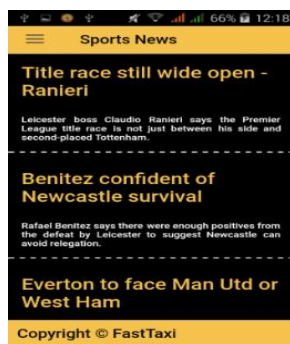 66% 12:18
Sports News
Title race still wide open -
Ranieri
Leicester boss Claudio Ranieri says the Premier
League title race is not just between his side and
second-placed Tottenham.
Benitez confident of
Newcastle survival
Rafael Benitez says there were enough positives from
the defeat by Leicester to suggest Newcastle can
avoid relegation.
Everton to face Man Utd or
West Ham
Copyright © FastTaxi